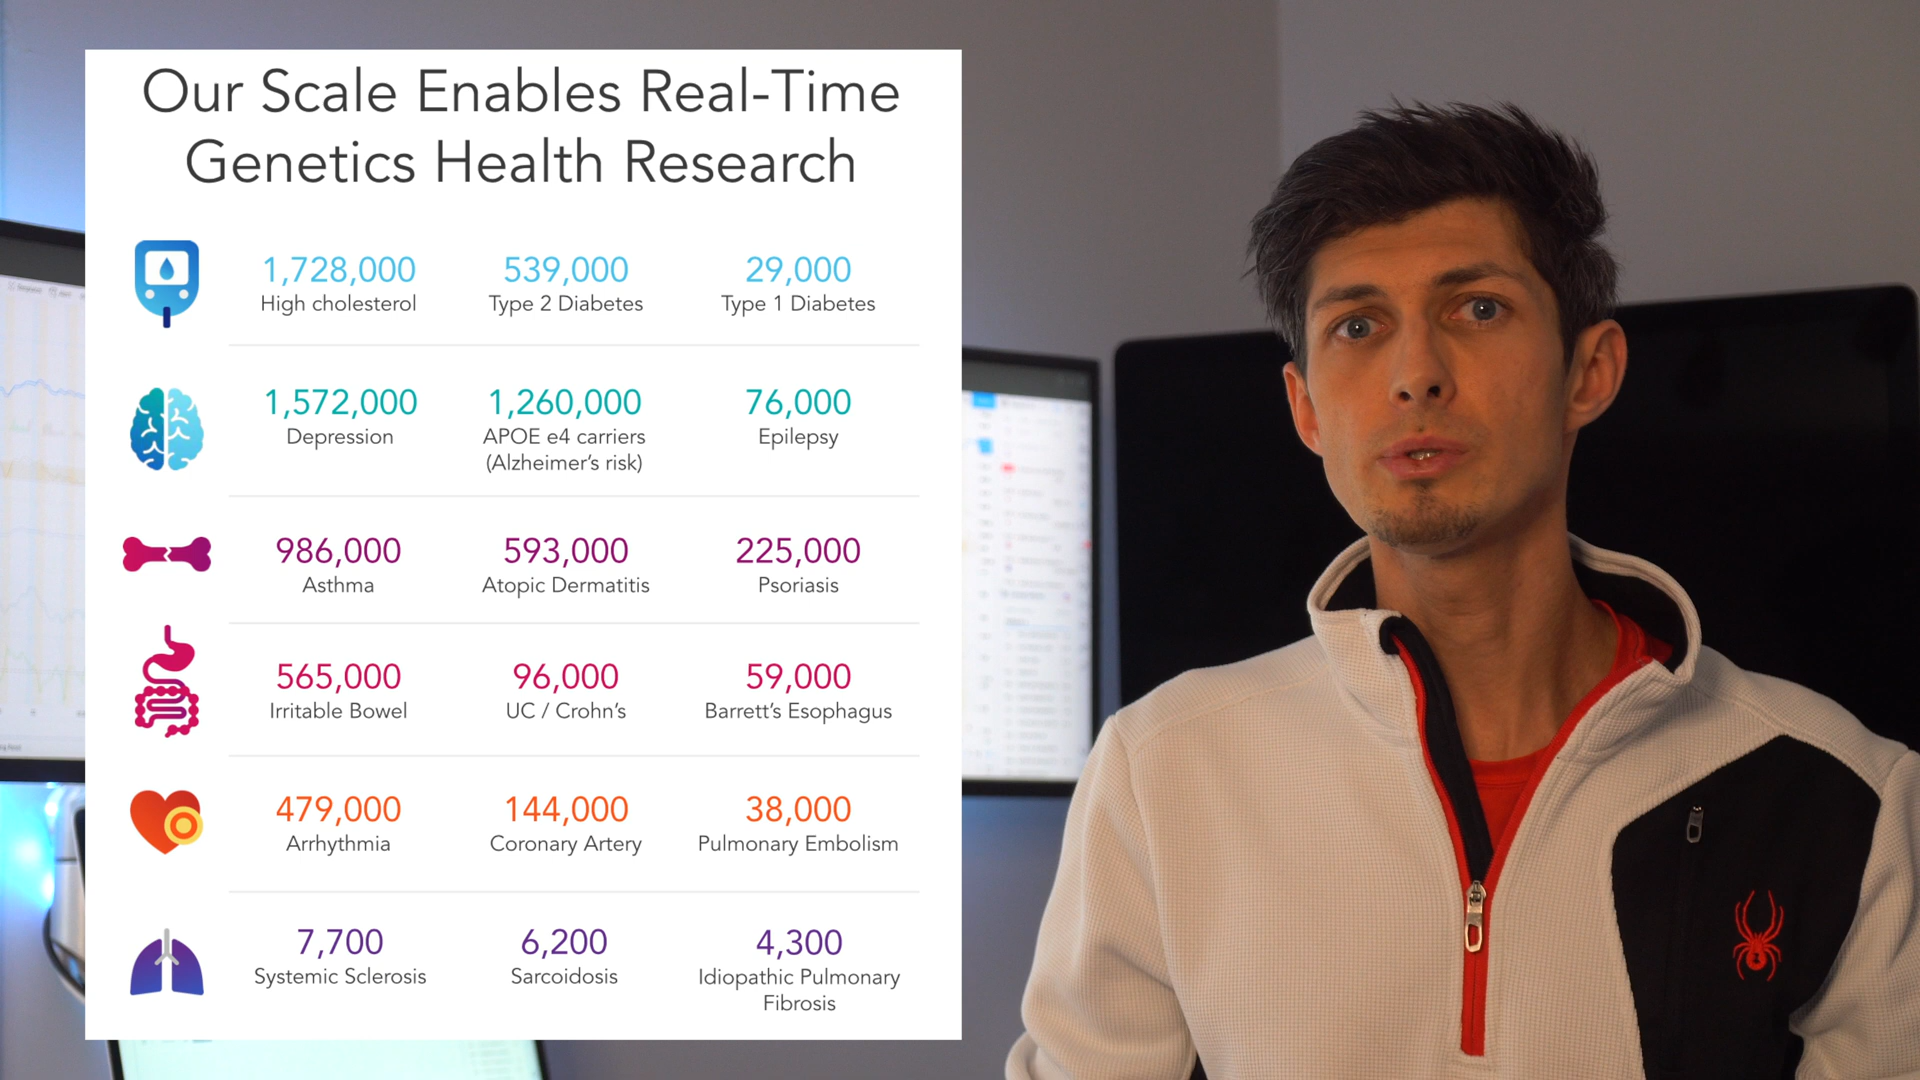 Our Scale Enables Real-Time
Genetics Health Research
1,728,000 539,000 29,000
High cholesterol Type 2 Diabetes Type 1 Diabetes
1,572,000 1,260,000 76,000
Depression APOE e4 carriers Epilepsy
(Alzheimer's risk)
986,000 593,000 225,000
Asthma Atopic Dermatitis Psoriasis
565,000 96,000 59,000
Irritable Bowel UC / Crohn's Barrett's Esophagus
479,000 144,000 38,000
Arrhythmia Coronary Artery Pulmonary Embolism
7,700 6,200 4,300
Systemic Sclerosis Sarcoidosis Idiopathic Pulmonary
Fibrosis